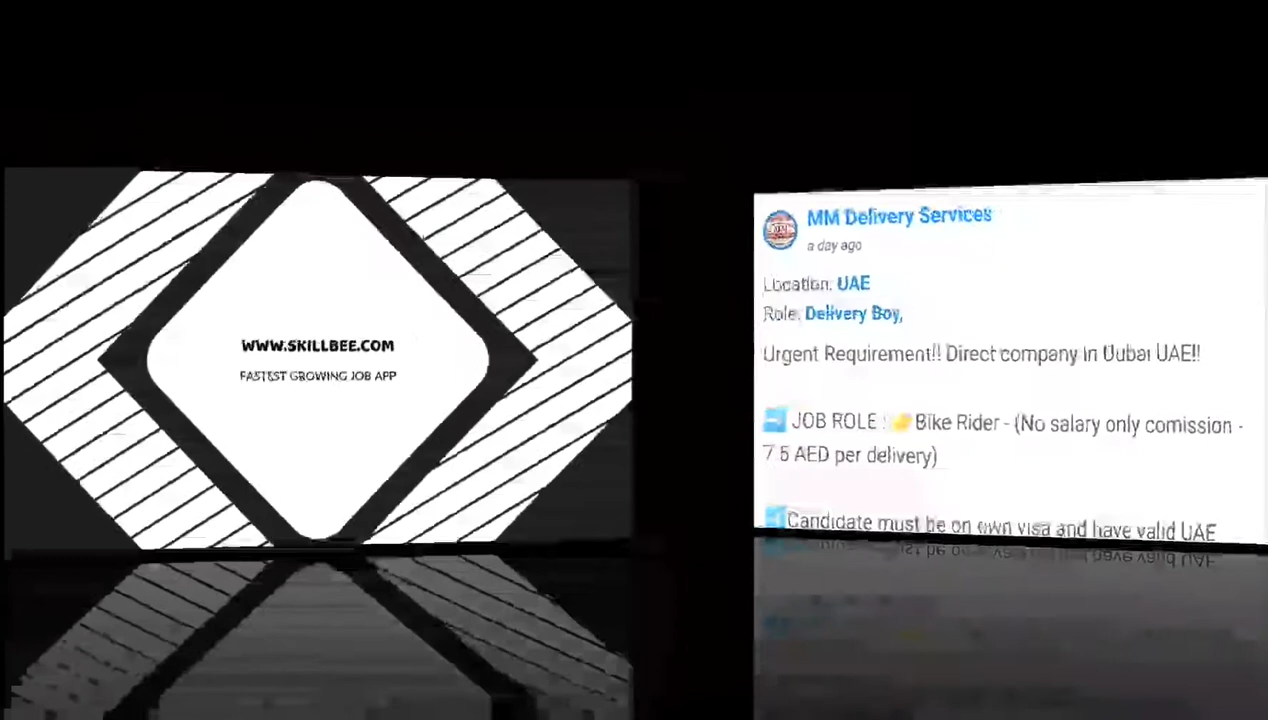 WWW.SKILLBEE.COM
FASTEST GROWING JOB APP
MM Delivery Services
a day ago
Location: UAE
Role: Delivery Boy,
Urgent Requirement!! Direct company in Dubai UAE!!
JOB ROLE : Bike Rider - (No salary only comission -
7.5 AED per delivery)
Candidate must be on own visa and have valid UAE